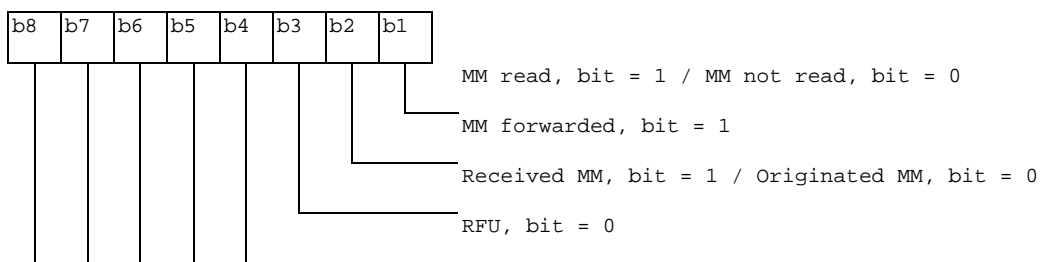 b8 b7 b6 b5 b4 b3 b2 b1
MM read, bit = 1 / MM not read, bit = 0
MM forwarded, bit = 1
Received MM, bit = 1 / Originated MM, bit = 0
RFU, bit = 0